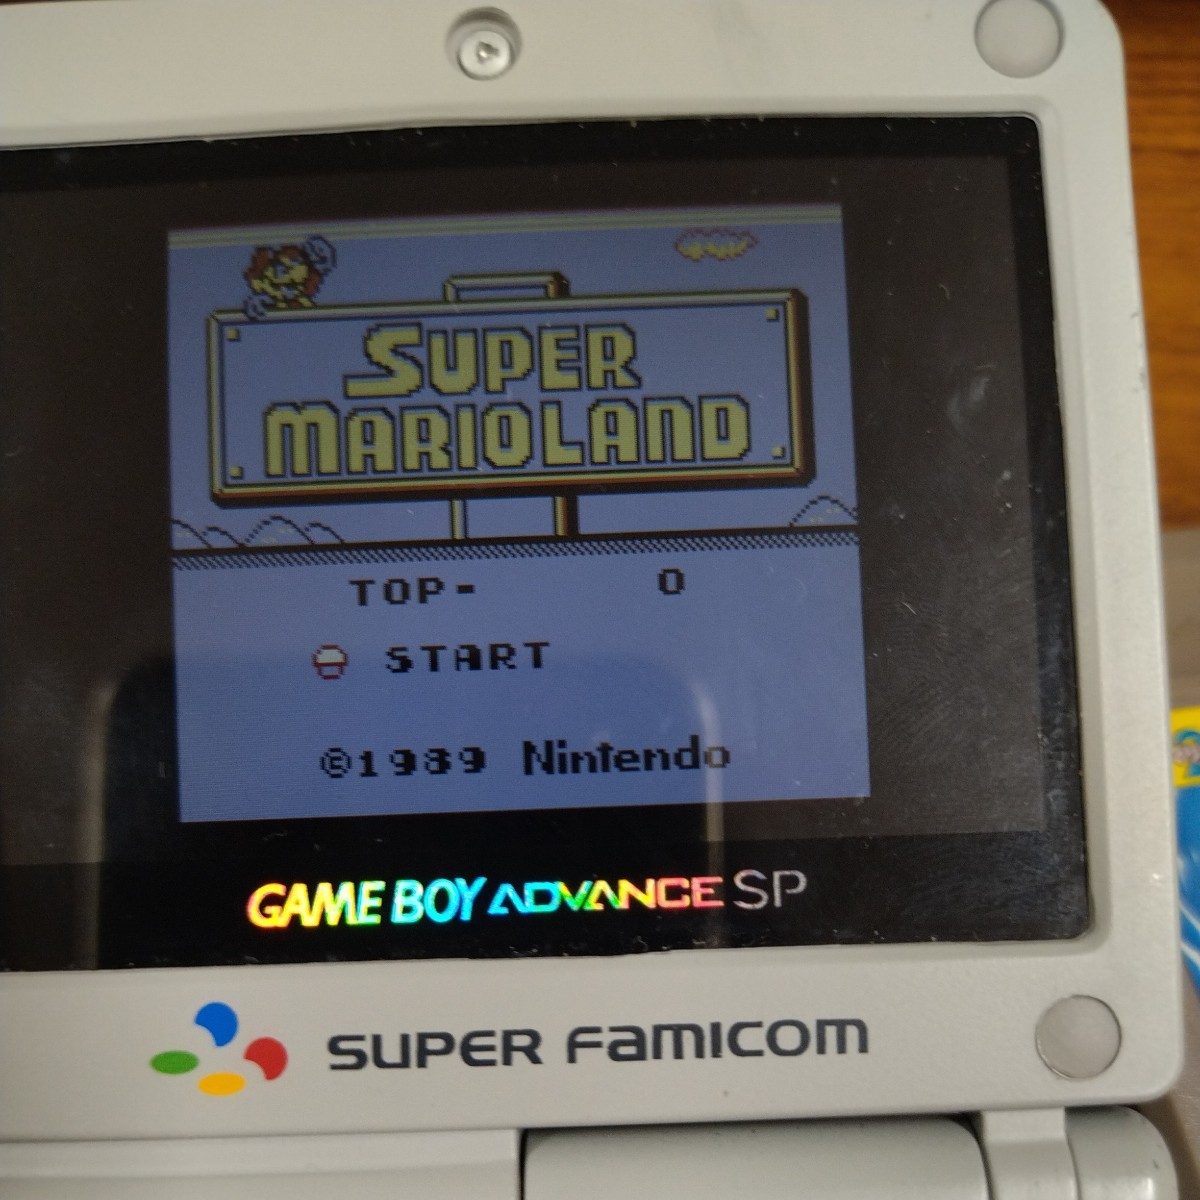 SUPER
MARIOLAND
TOP- 0
START
©1989 Nintendo
GAME BOY ADVANCE SP
SUPER FAMICOM